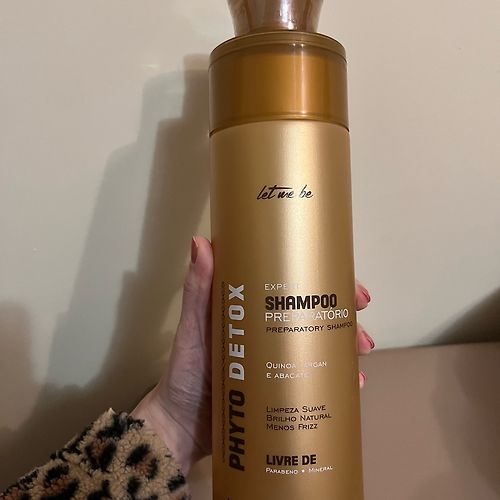 let me be
EXPERT
SHAMPOO
PREPARATÓRIO
PREPARATORY SHAMPOO
QUINOA, ARGAN
E ABACATE
LIMPEZA SUAVE
BRILHO NATURAL
MENOS FRIZZ
LIVRE DE
PARABENO • MINERAL
PHYTO DETOX